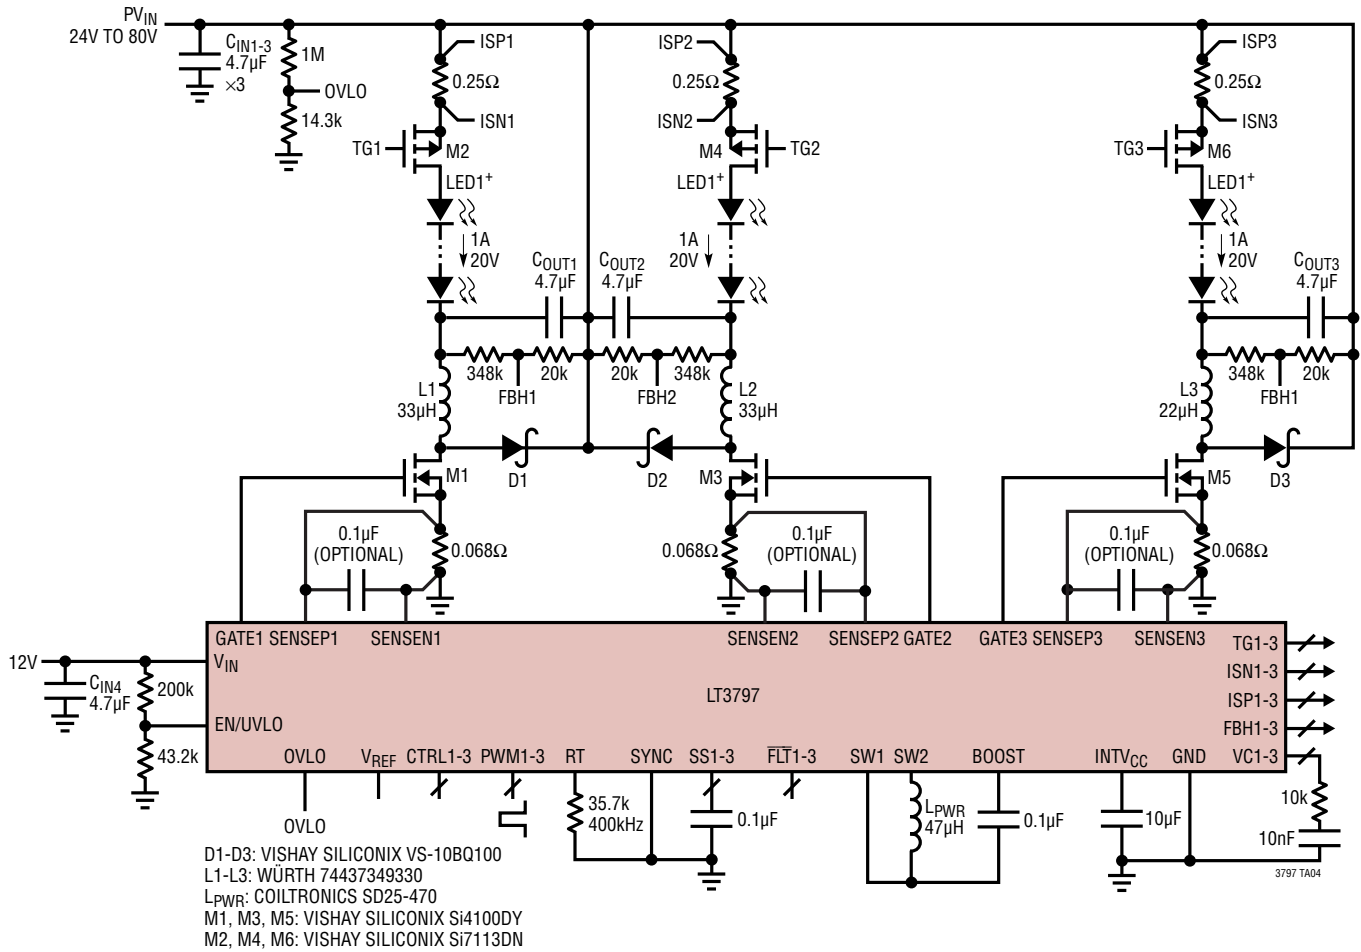 PVIN
24V TO 80V
CIN1-3
4.7µF
×3
1M
OVLO
14.3k
ISP1
0.25Ω
ISN1
TG1
M2
LED1+
1A
20V
ISP2
0.25Ω
ISN2
M4
TG2
LED1+
1A
20V
ISP3
0.25Ω
ISN3
TG3
M6
LED1+
1A
20V
COUT1
4.7µF
COUT2
4.7µF
COUT3
4.7µF
348k
20k
FBH1
20k
348k
FBH2
348k
20k
FBH1
L1
33µH
L2
33µH
L3
22µH
D1
D2
D3
M1
M3
M5
0.1µF
(OPTIONAL)
0.068Ω
0.068Ω
0.1µF
(OPTIONAL)
0.1µF
(OPTIONAL)
0.068Ω
GATE1 SENSEP1 SENSEN1 SENSEN2 SENSEP2 GATE2 GATE3 SENSEP3 SENSEN3
12V
VIN
CIN4
4.7µF
200k
EN/UVLO
43.2k
LT3797
TG1-3
ISN1-3
ISP1-3
FBH1-3
VC1-3
OVLO VREF CTRL1-3 PWM1-3 RT SYNC SS1-3 FLT1-3 SW1 SW2 BOOST INTVCC GND
OVLO
35.7k
400kHz
0.1µF
LPWR
47µH
0.1µF
10µF
10k
10nF
3797 TA04
D1-D3: VISHAY SILICONIX VS-10BQ100
L1-L3: WÜRTH 74437349330
LPWR: COILTRONICS SD25-470
M1, M3, M5: VISHAY SILICONIX Si4100DY
M2, M4, M6: VISHAY SILICONIX Si7113DN